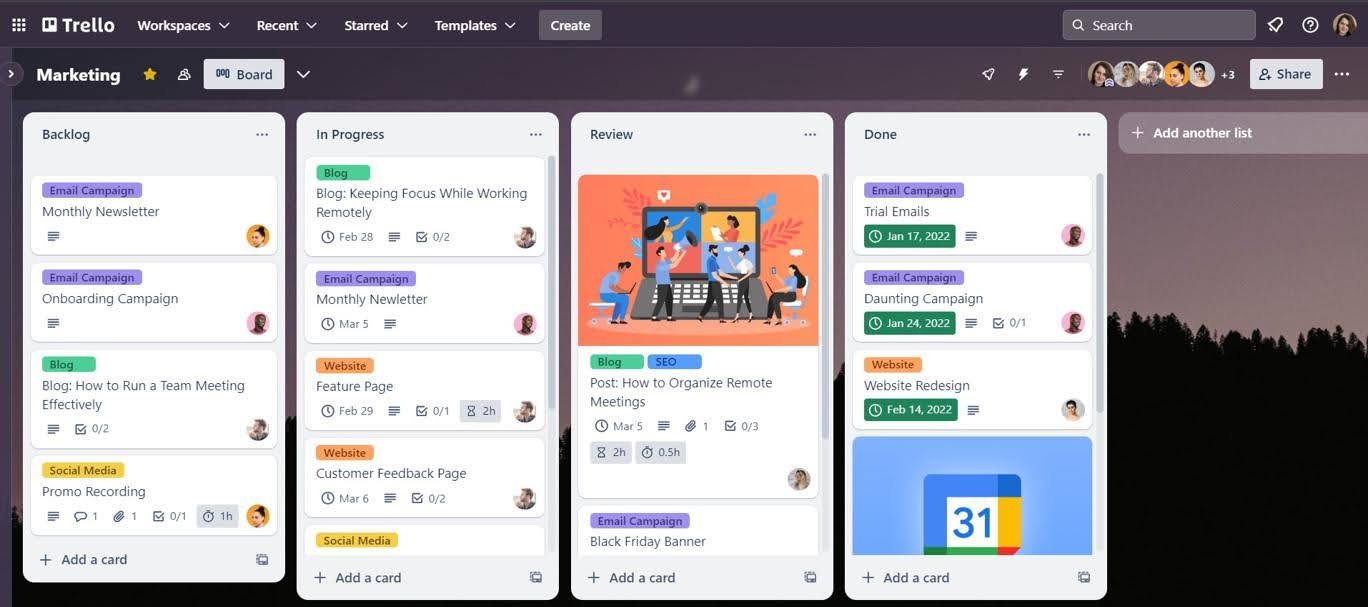 Trello Workspaces Recent Starred Templates Create Search
Marketing Board +3 Share
Backlog
Email Campaign
Monthly Newsletter
Email Campaign
Onboarding Campaign
Blog
Blog: How to Run a Team Meeting
Effectively
0/2
Social Media
Promo Recording
1 1 0/1 1h
Add a card
In Progress
Blog
Blog: Keeping Focus While Working
Remotely
Feb 28 0/2
Email Campaign
Monthly Newletter
Mar 5
Website
Feature Page
Feb 29 0/1 2h
Website
Customer Feedback Page
Mar 6 0/2
Social Media
Add a card
Review
Blog SEO
Post: How to Organize Remote
Meetings
Mar 5 1 0/3
2h 0.5h
Email Campaign
Black Friday Banner
Add a card
Done
Email Campaign
Trial Emails
Jan 17, 2022
Email Campaign
Daunting Campaign
Jan 24, 2022 0/1
Website
Website Redesign
Feb 14, 2022
31
Add a card
Add another list